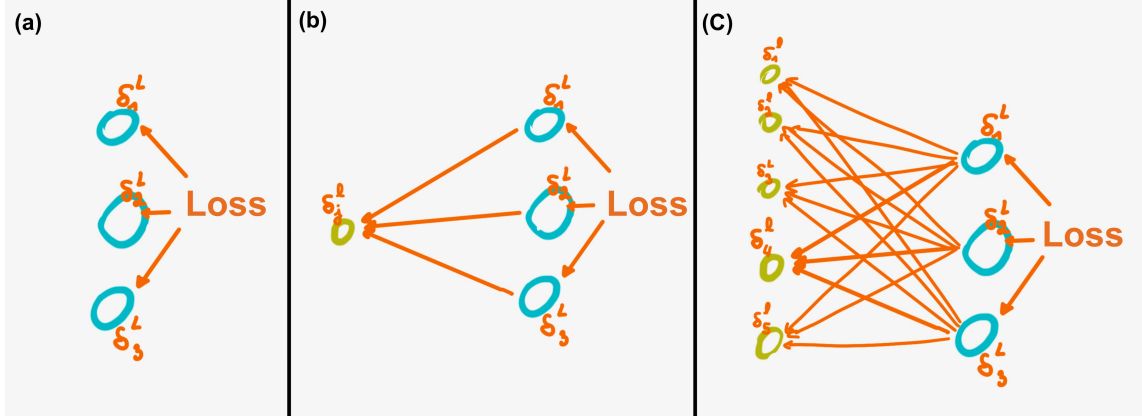 (a)
δ₁ᴸ
δ₂ᴸ
Loss
δ₃ᴸ
(b)
δ₁ᴸ
δ₂ᴸ
Loss
δⱼˡ
δ₃ᴸ
(C)
δ₁ˡ
δ₂ˡ
δ₃ᴸ
δ₄ˡ
δ₅ˡ
δ₁ᴸ
δ₂ᴸ
Loss
δ₃ᴸ